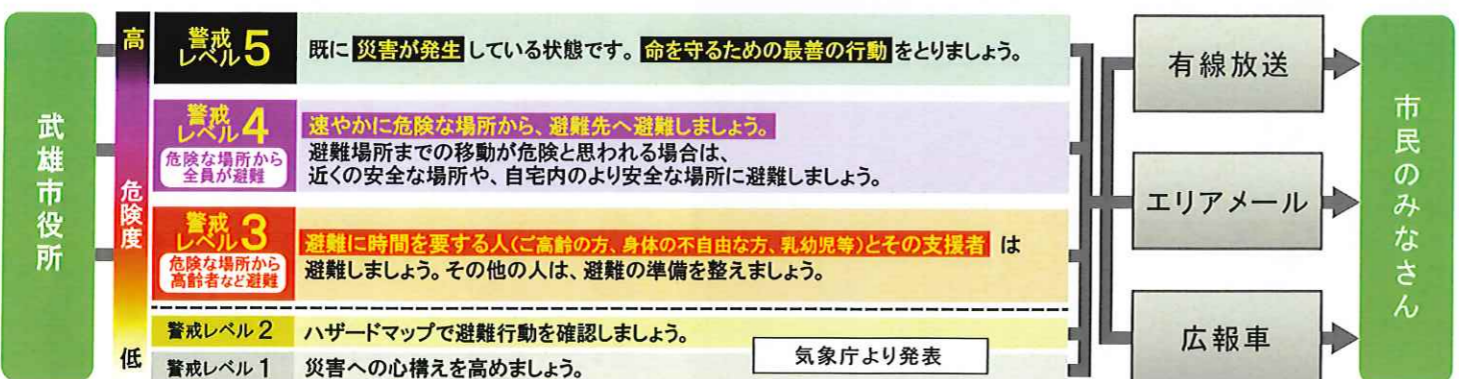 武雄市役所
高
危険度
低
警戒レベル5
既に災害が発生している状態です。命を守るための最善の行動をとりましょう。
警戒レベル4
危険な場所から
全員が避難
速やかに危険な場所から、避難先へ避難しましょう。
避難場所までの移動が危険と思われる場合は、
近くの安全な場所や、自宅内のより安全な場所に避難しましょう。
警戒レベル3
危険な場所から
高齢者など避難
避難に時間を要する人(ご高齢の方、身体の不自由な方、乳幼児等)とその支援者 は
避難しましょう。その他の人は、避難の準備を整えましょう。
警戒レベル2
ハザードマップで避難行動を確認しましょう。
警戒レベル1
災害への心構えを高めましょう。
気象庁より発表
有線放送
エリアメール
広報車
市民のみなさん